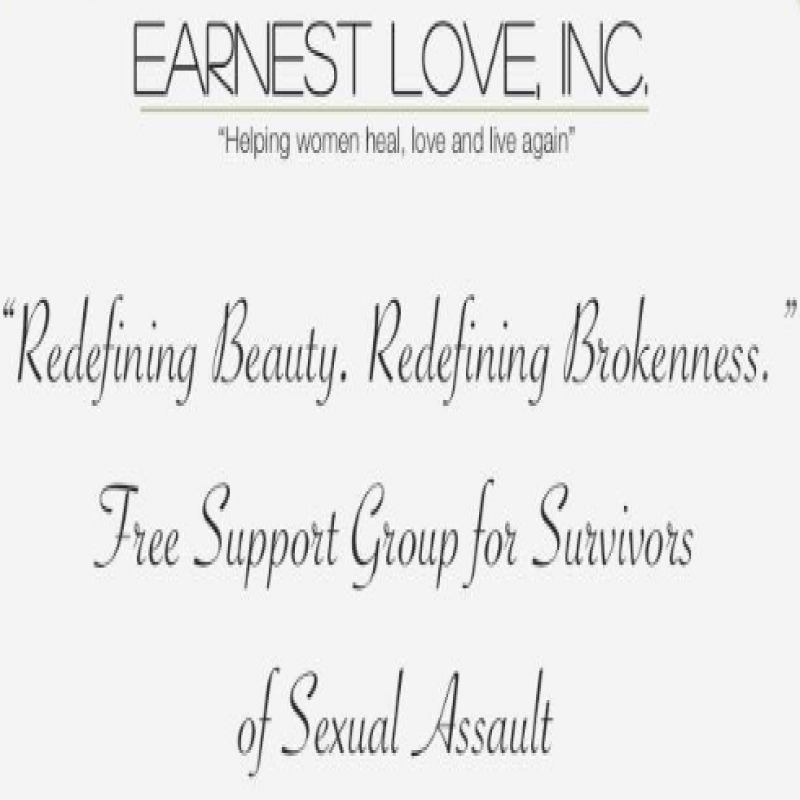 EARNEST LOVE, INC.
“Helping women heal, love and live again”
“Redefining Beauty. Redefining Brokenness.”
Free Support Group for Survivors
of Sexual Assault